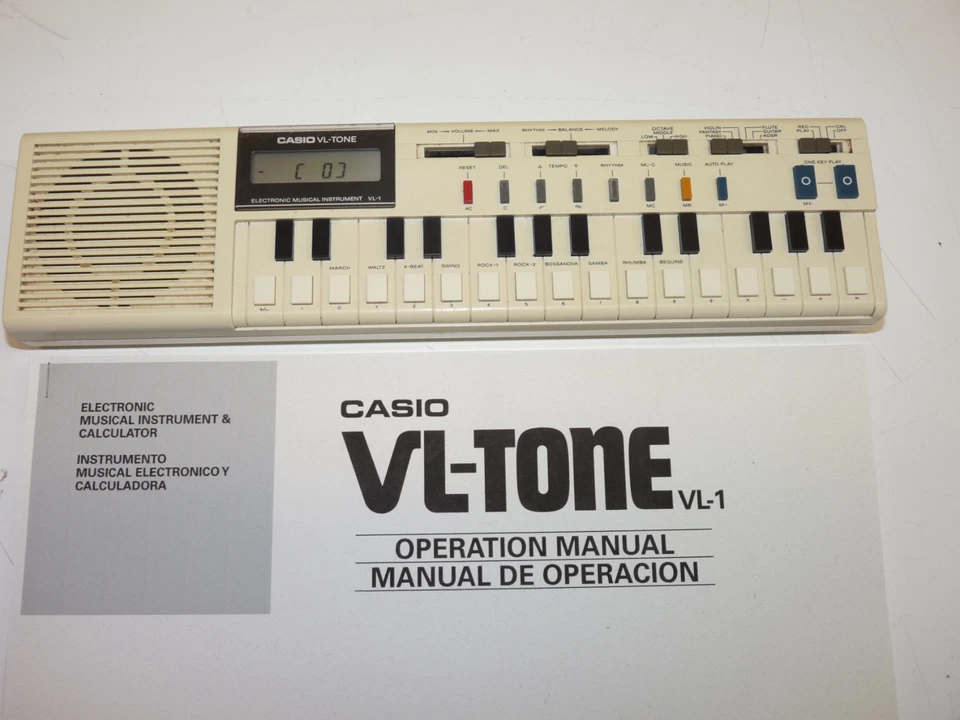 CASIO VL-TONE
- [ 0]
ELECTRONIC MUSICAL INSTRUMENT VL-1
MIN VOLUME MAX
RHYTHM BALANCE MELODY
OCTAVE
LOW MIDDLE HIGH
VIOLIN FLUTE
FANTASY GUITAR
PIANO ADSR
REC CAL
PLAY OFF
RESET DEL △ TEMPO ▽ RHYTHM ML-C MUSIC AUTO PLAY ONE KEY PLAY
AC C √ % MC MR M- M+
MARCH WALTZ 4-BEAT SWING ROCK-1 ROCK-2 BOSSANOVA SAMBA RHUMBA BEGUINE
+/- • 0 1 2 3 4 5 6 7 8 9 ÷ × - + =
ELECTRONIC
MUSICAL INSTRUMENT &
CALCULATOR
INSTRUMENTO
MUSICAL ELECTRONICO Y
CALCULADORA
CASIO
VL-TONE VL-1
OPERATION MANUAL
MANUAL DE OPERACION